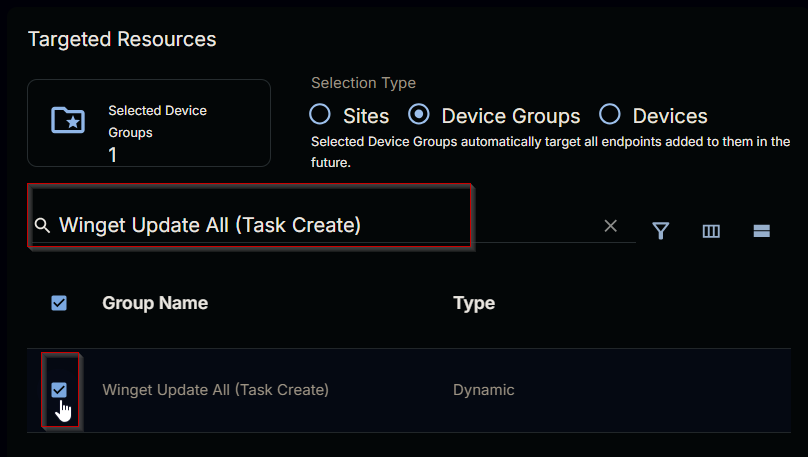 Targeted Resources
Selected Device
Groups
1
Selection Type
Sites
Device Groups
Devices
Selected Device Groups automatically target all endpoints added to them in the
future.
Winget Update All (Task Create)
Group Name
Type
Winget Update All (Task Create)
Dynamic